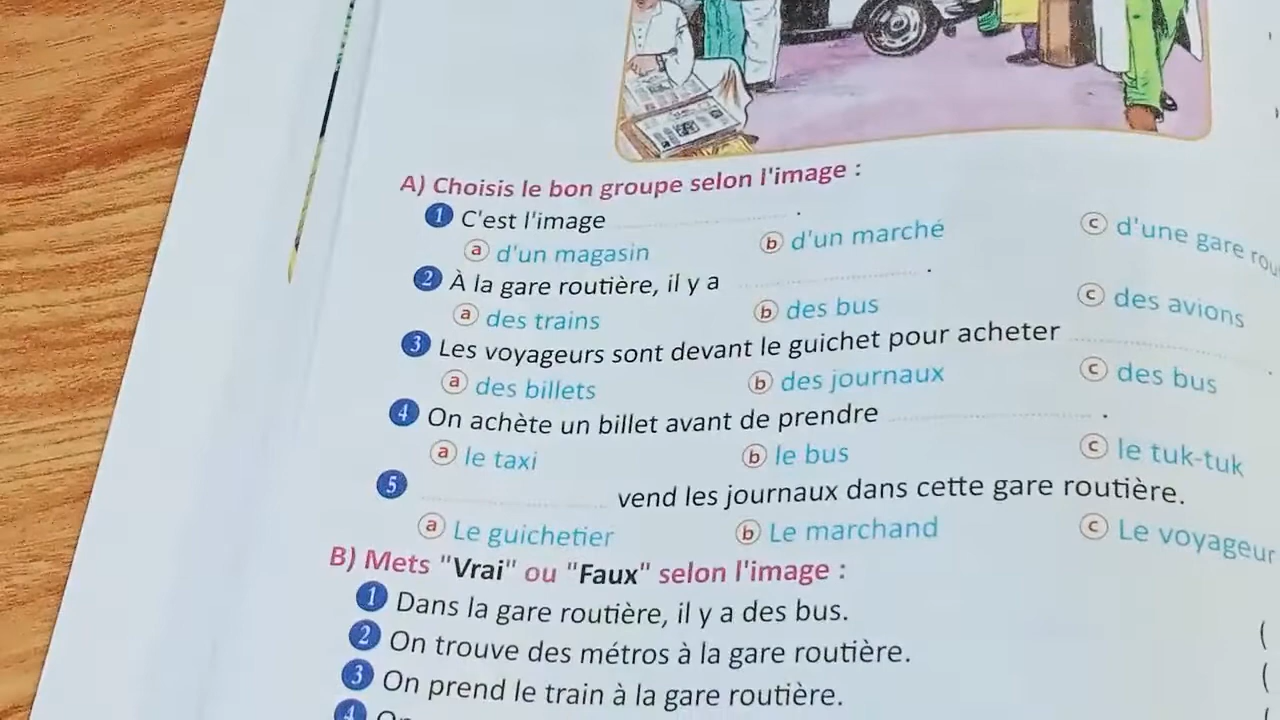 A) Choisis le bon groupe selon l'image :
1 C'est l'image .................... .
a d'un magasin b d'un marché c d'une gare
2 À la gare routière, il y a .................... .
a des trains b des bus c des avions
3 Les voyageurs sont devant le guichet pour acheter .................... .
a des billets b des journaux c des bus
4 On achète un billet avant de prendre .................... .
a le taxi b le bus c le tuk-tuk
5 .................... vend les journaux dans cette gare routière.
a Le guichetier b Le marchand c Le voyageur
B) Mets "Vrai" ou "Faux" selon l'image :
1 Dans la gare routière, il y a des bus. (
2 On trouve des métros à la gare routière. (
3 On prend le train à la gare routière. (
4